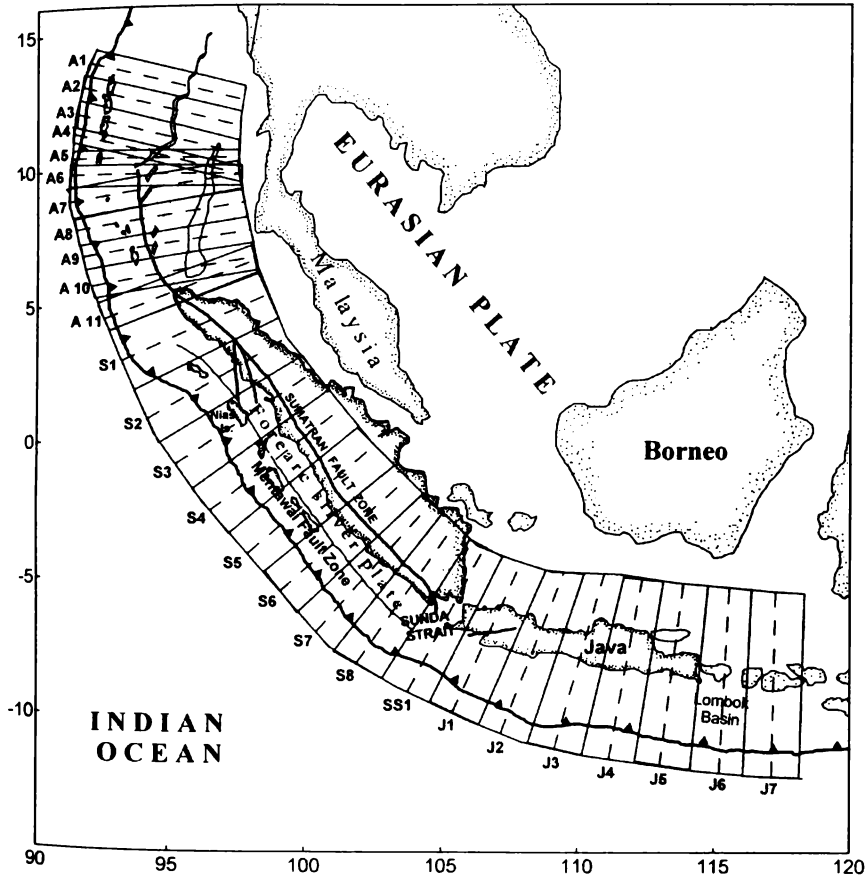 15
10
5
0
-5
-10
90
95
100
105
110
115
120
A1
A2
A3
A4
A5
A6
A7
A8
A9
A 10
A 11
S1
S2
S3
S4
S5
S6
S7
S8
SS1
J1
J2
J3
J4
J5
J6
J7
EURASIAN PLATE
Malaysia
Borneo
SUMATRAN FAULT ZONE
Forearc sliver plate
Mentawai Fault Zone
Nias
SUNDA
STRAIT
Java
Lombok
Basin
INDIAN
OCEAN